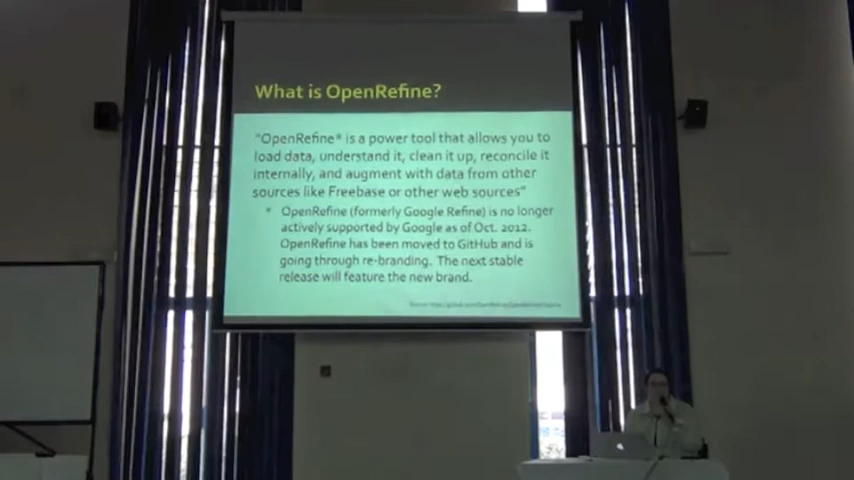 What is OpenRefine?
"OpenRefine* is a power tool that allows you to
load data, understand it, clean it up, reconcile it
internally, and augment with data from other
sources like Freebase or other web sources"
* OpenRefine (formerly Google Refine) is no longer
actively supported by Google as of Oct. 2012.
OpenRefine has been moved to GitHub and is
going through re-branding. The next stable
release will feature the new brand.